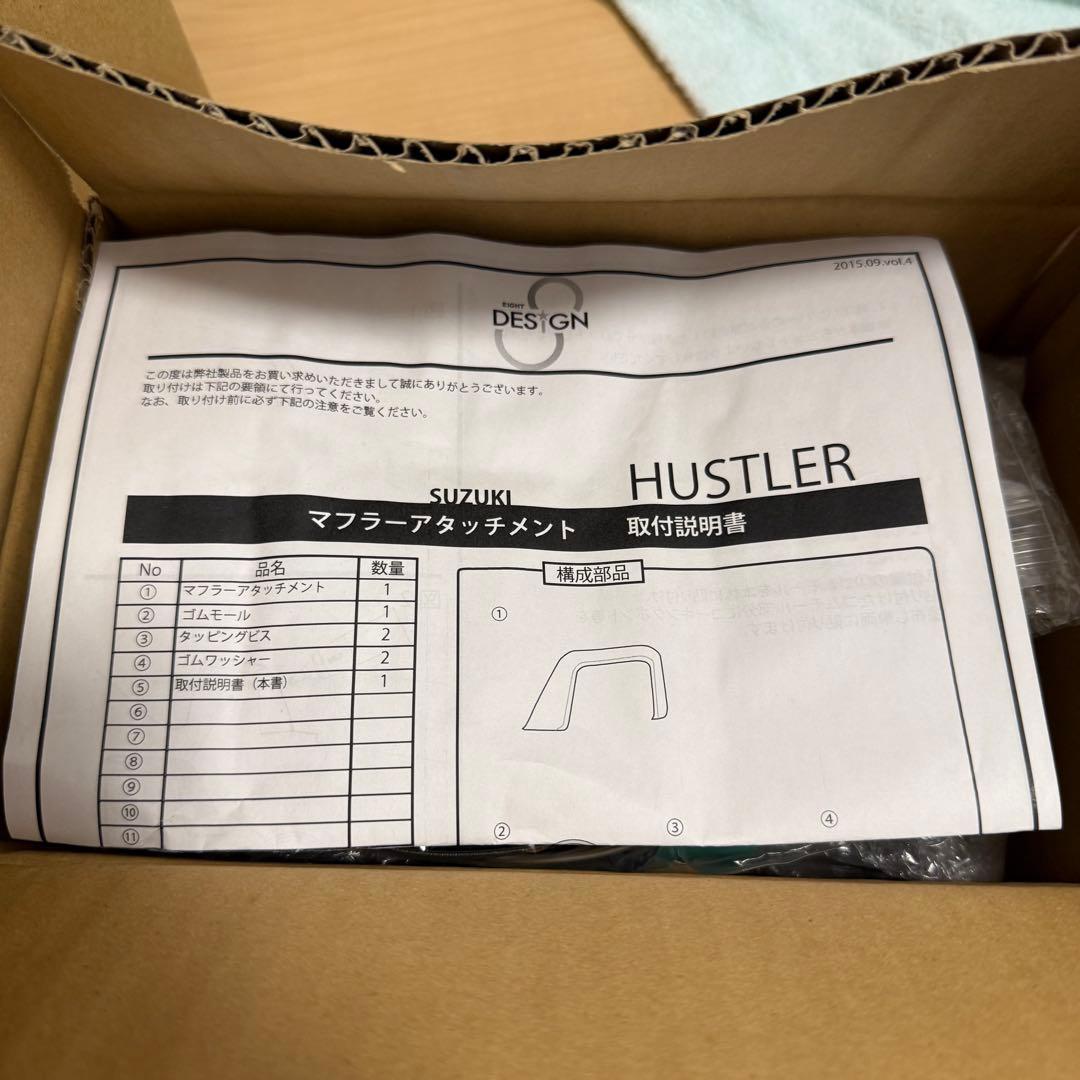 2015.09.vol.4
EIGHT
DESIGN
この度は弊社製品をお買い求めいただきまして誠にありがとうございます。
取り付けは下記の要領にて行ってください。
なお、取り付け前に必ず下記の注意をご覧ください。
SUZUKI HUSTLER
マフラーアタッチメント 取付説明書
No 品名 数量
① マフラーアタッチメント 1
② ゴムモール 1
③ タッピングビス 2
④ ゴムワッシャー 2
⑤ 取付説明書（本書） 1
⑥
⑦
⑧
⑨
⑩
⑪
構成部品
①
② ③ ④